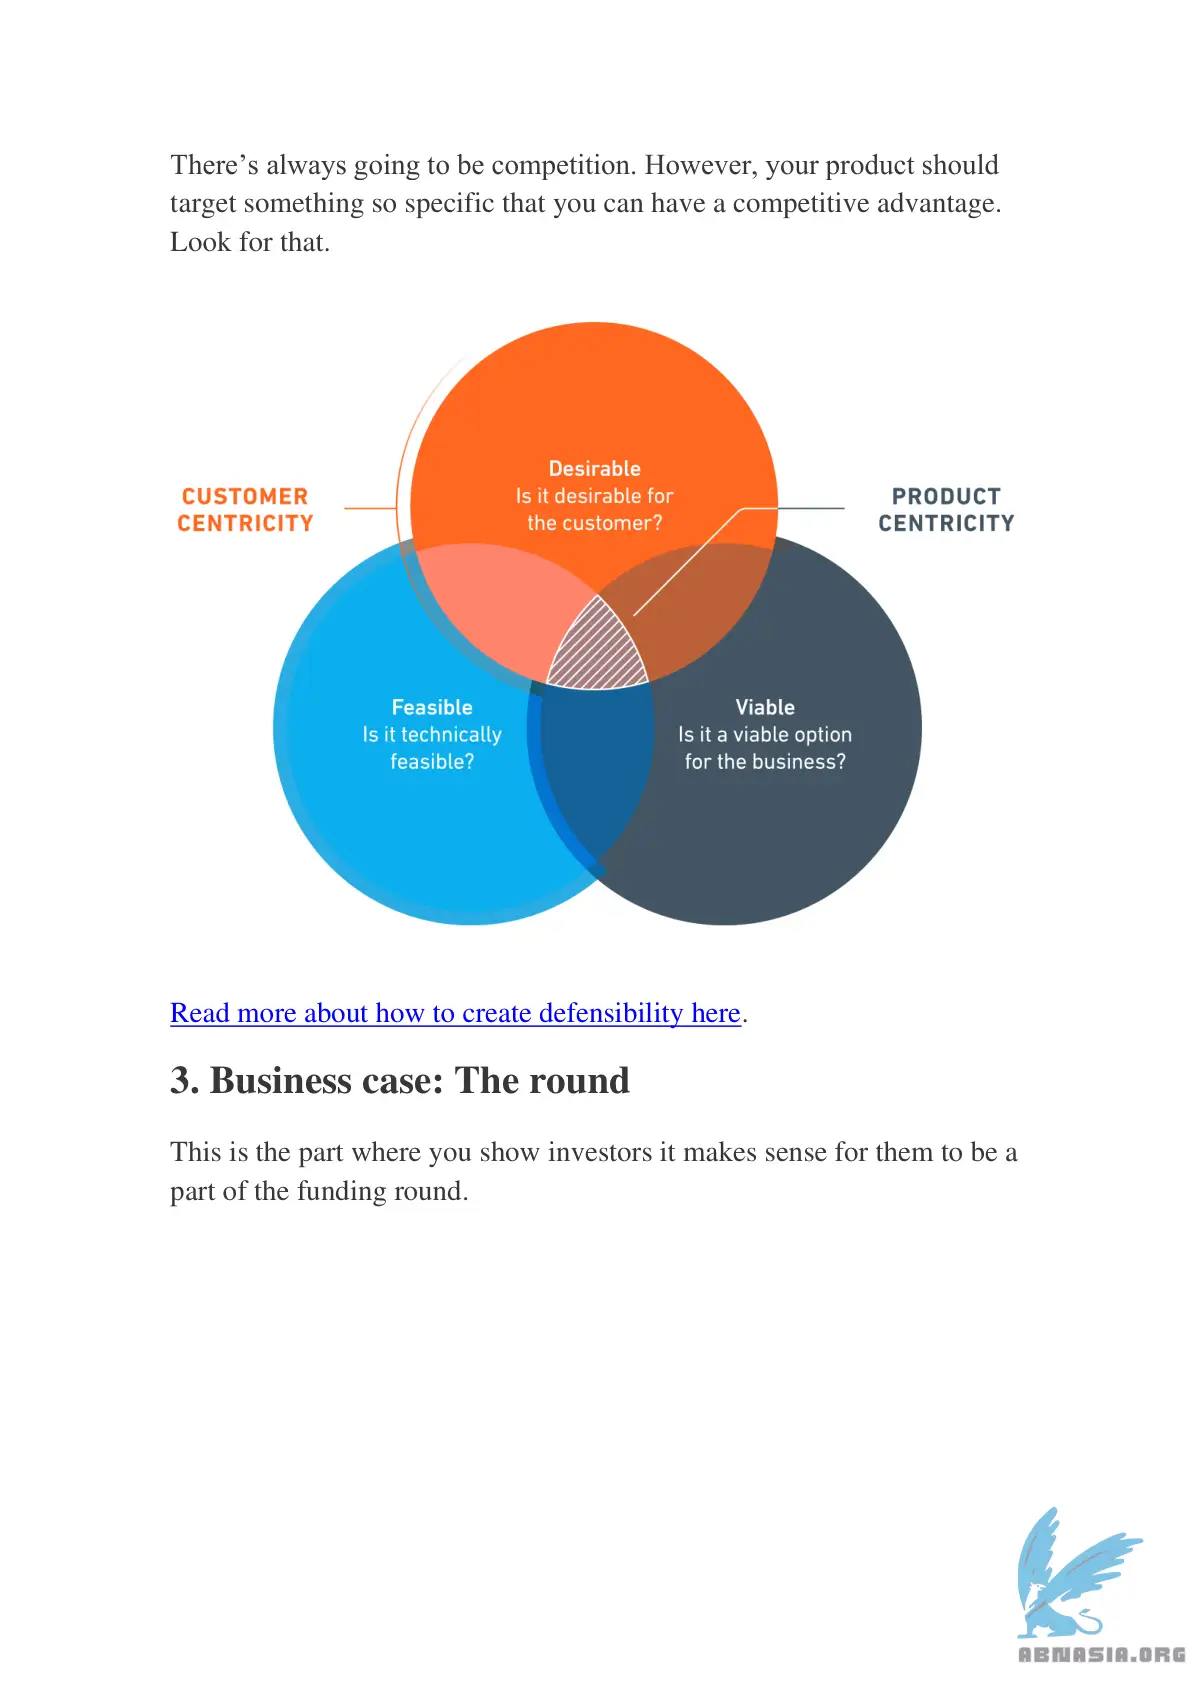 There’s always going to be competition. However, your product should
target something so specific that you can have a competitive advantage.
Look for that.
Desirable
Is it desirable for
the customer?
CUSTOMER
CENTRICITY
PRODUCT
CENTRICITY
Feasible
Is it technically
feasible?
Viable
Is it a viable option
for the business?
Read more about how to create defensibility here.
3. Business case: The round
This is the part where you show investors it makes sense for them to be a
part of the funding round.
ABNASIA.ORG